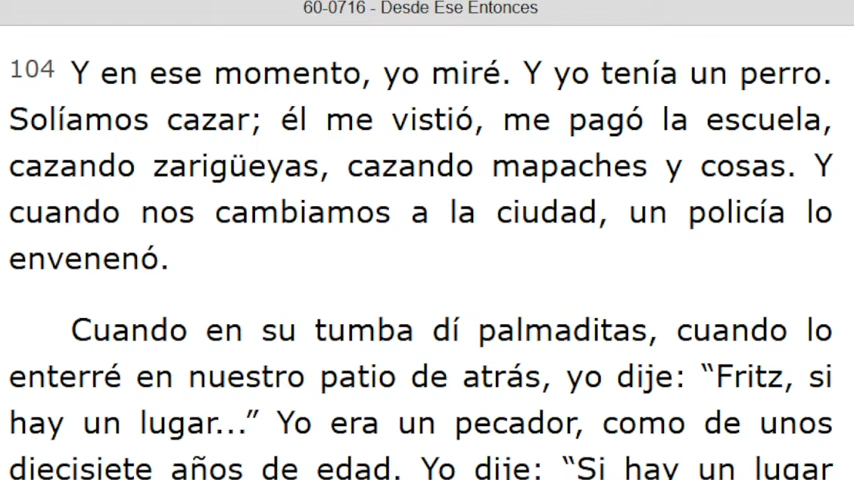 60-0716 - Desde Ese Entonces
104 Y en ese momento, yo miré. Y yo tenía un perro.
Solíamos cazar; él me vistió, me pagó la escuela,
cazando zarigüeyas, cazando mapaches y cosas. Y
cuando nos cambiamos a la ciudad, un policía lo
envenenó.
Cuando en su tumba dí palmaditas, cuando lo
enterré en nuestro patio de atrás, yo dije: “Fritz, si
hay un lugar...” Yo era un pecador, como de unos
diecisiete años de edad. Yo dije: “Si hay un lugar